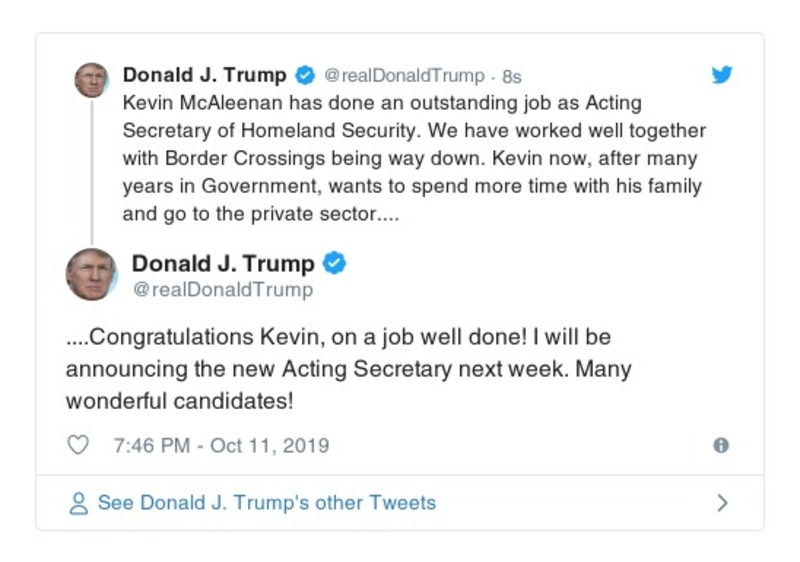 Donald J. Trump @realDonaldTrump · 8s
Kevin McAleenan has done an outstanding job as Acting
Secretary of Homeland Security. We have worked well together
with Border Crossings being way down. Kevin now, after many
years in Government, wants to spend more time with his family
and go to the private sector....
Donald J. Trump
@realDonaldTrump
....Congratulations Kevin, on a job well done! I will be
announcing the new Acting Secretary next week. Many
wonderful candidates!
7:46 PM - Oct 11, 2019
See Donald J. Trump's other Tweets